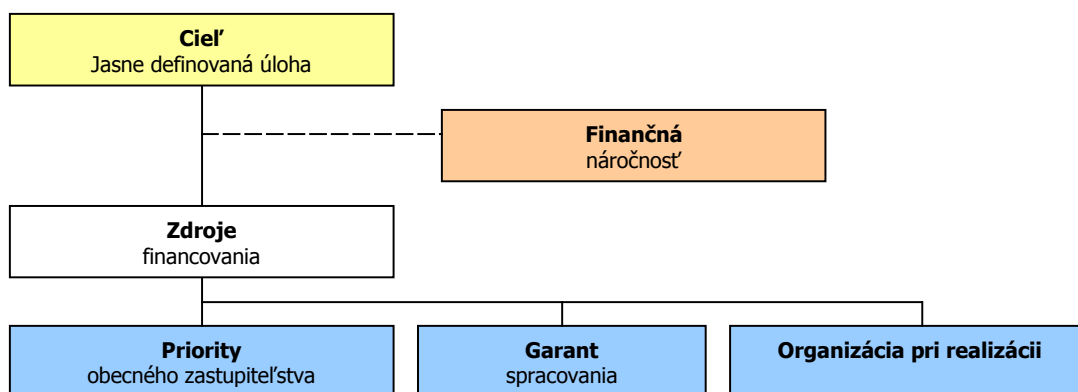 Cieľ
Jasne definovaná úloha
Finančná
náročnosť
Zdroje
financovania
Priority
obecného zastupiteľstva
Garant
spracovania
Organizácia pri realizácii